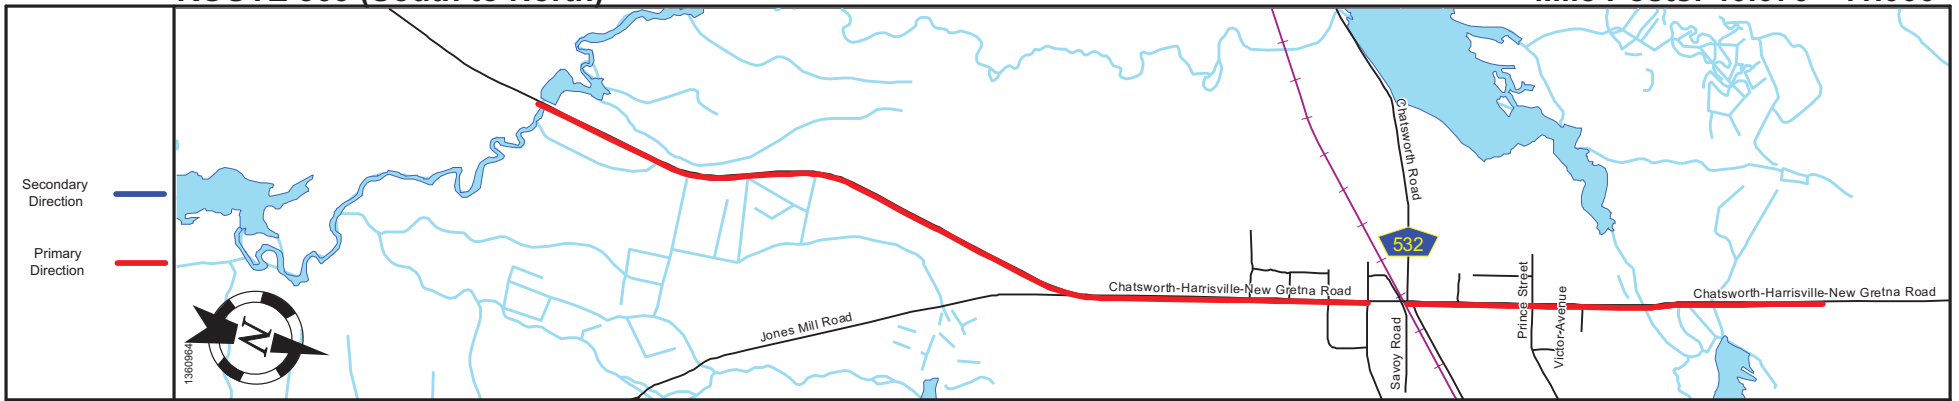 Secondary
Direction
Primary
Direction
1360964
N
Jones Mill Road
Chatsworth-Harrisville-New Gretna Road
Chatsworth Road
532
Savoy Road
Prince Street
Victor Avenue
Chatsworth-Harrisville-New Gretna Road